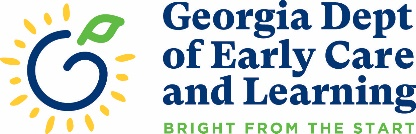 Georgia Dept
of Early Care
and Learning
BRIGHT FROM THE START